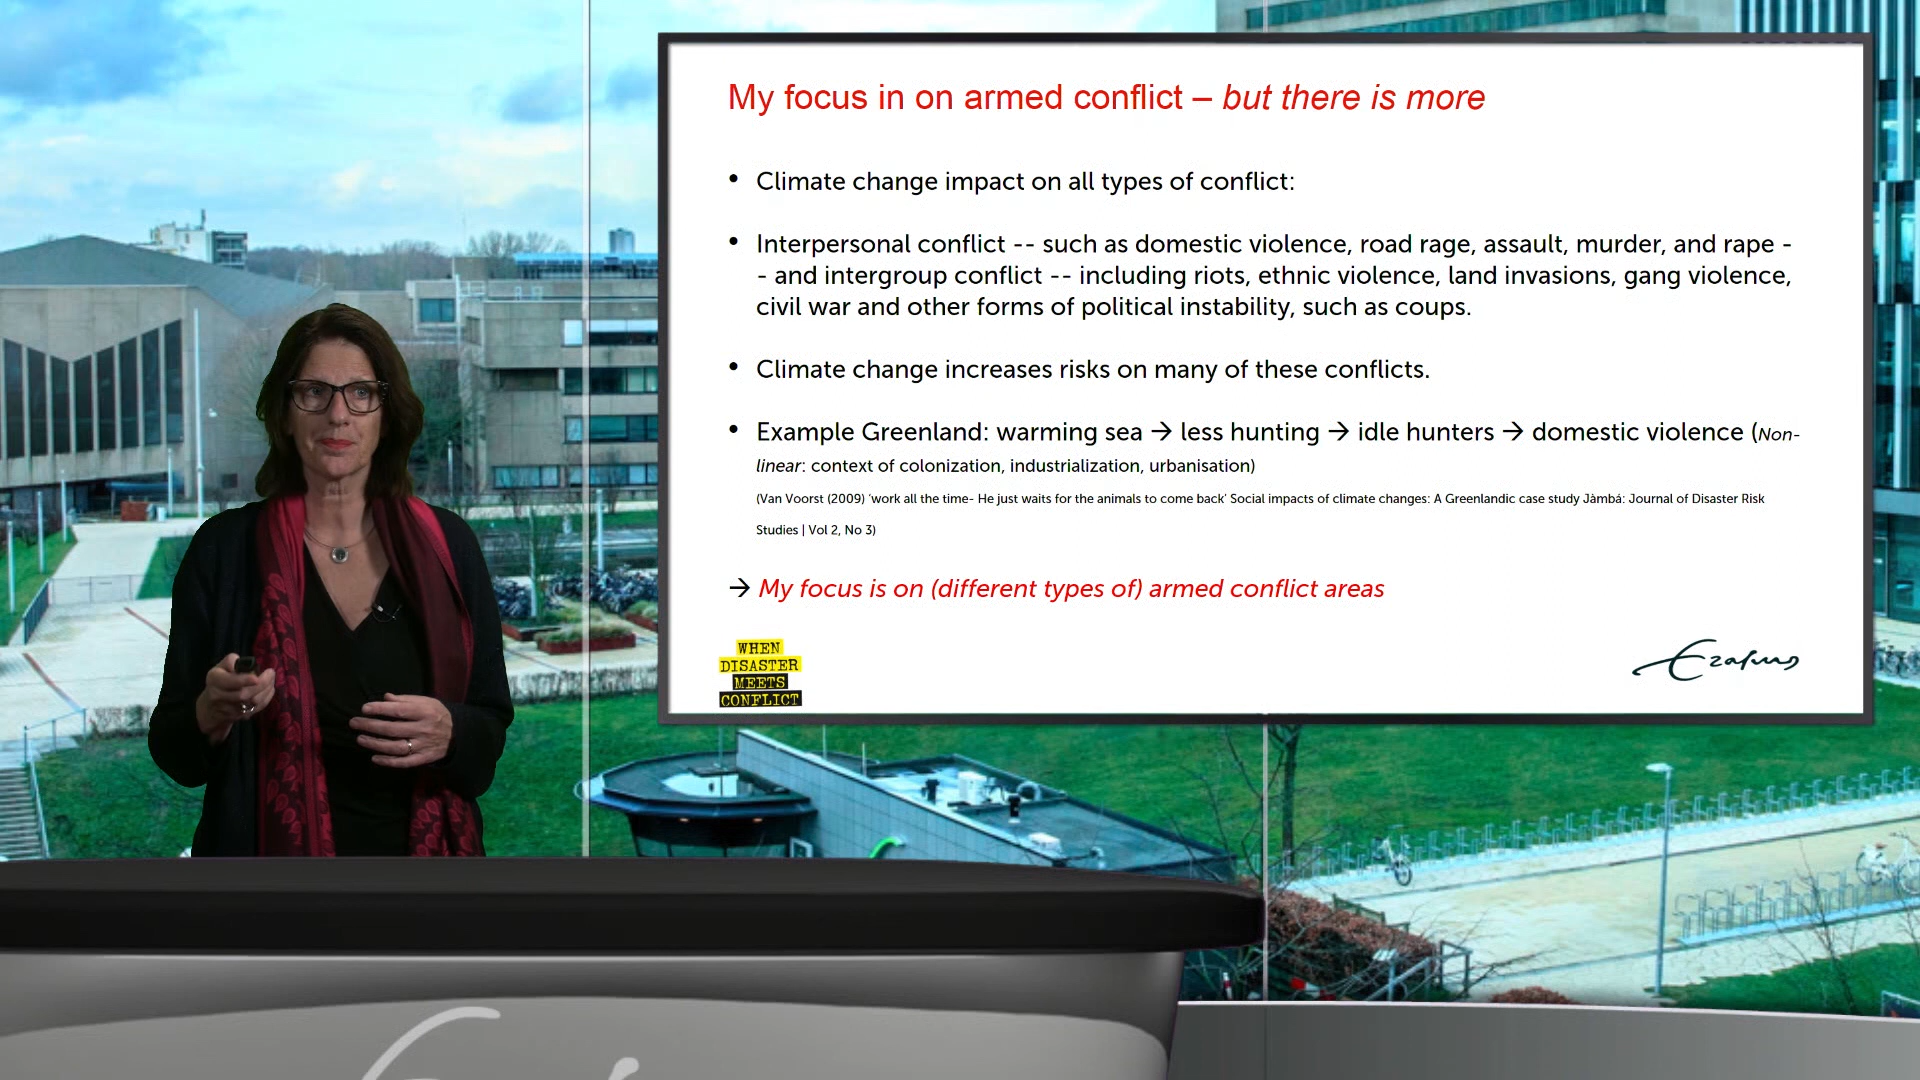 My focus in on armed conflict – but there is more
• Climate change impact on all types of conflict:
• Interpersonal conflict -- such as domestic violence, road rage, assault, murder, and rape -
- and intergroup conflict -- including riots, ethnic violence, land invasions, gang violence,
civil war and other forms of political instability, such as coups.
• Climate change increases risks on many of these conflicts.
• Example Greenland: warming sea → less hunting → idle hunters → domestic violence (Non-
linear: context of colonization, industrialization, urbanisation)
(Van Voorst (2009) ‘work all the time- He just waits for the animals to come back’ Social impacts of climate changes: A Greenlandic case study Jàmbá: Journal of Disaster Risk
Studies | Vol 2, No 3)
→ My focus is on (different types of) armed conflict areas
WHEN
DISASTER
MEETS
CONFLICT
Erasmus